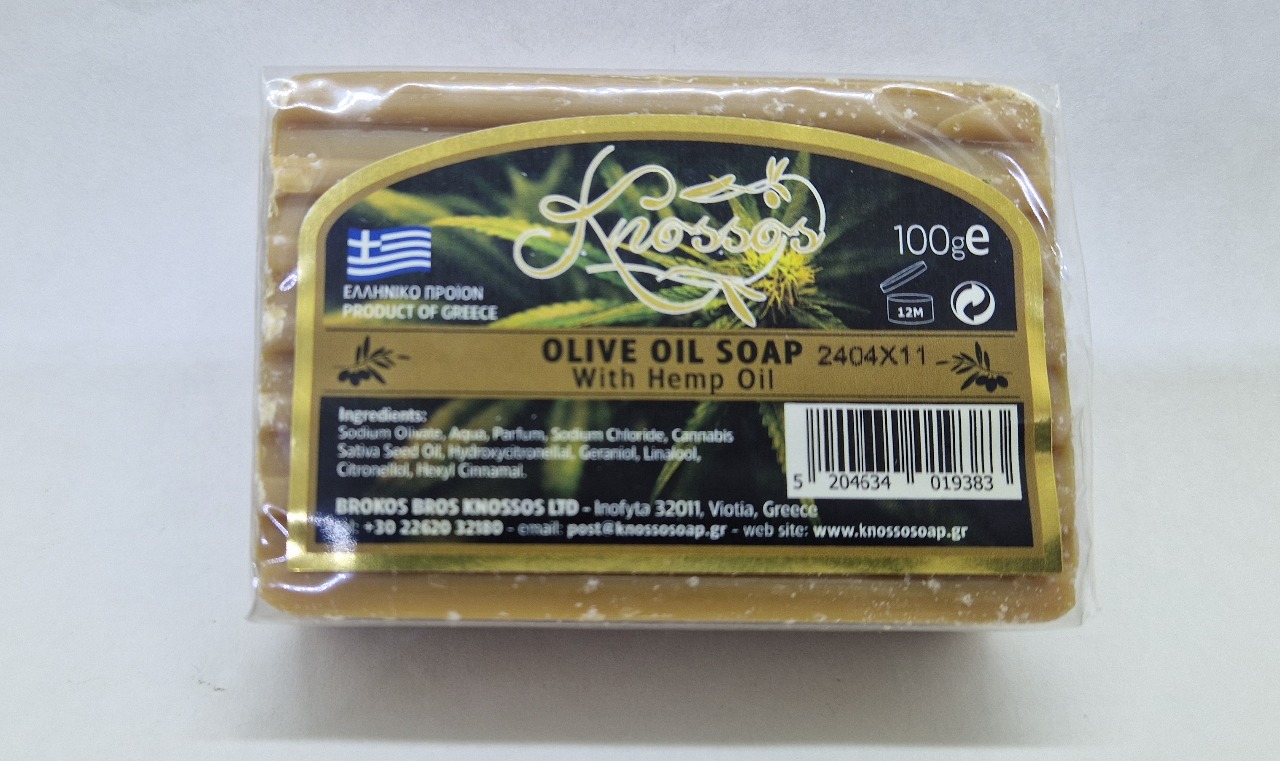 Knossos
100g e
ΕΛΛΗΝΙΚΟ ΠΡΟΪΟΝ
PRODUCT OF GREECE
12M
OLIVE OIL SOAP 2404X11
With Hemp Oil
Ingredients:
Sodium Olivate, Aqua, Parfum, Sodium Chloride, Cannabis
Sativa Seed Oil, Hydroxycitronellal, Geraniol, Linalool,
Citronellol, Hexyl Cinnamal.
5 204634 019383
BROKOS BROS KNOSSOS LTD - Inofyta 32011, Viotia, Greece
+30 22620 32180 - email: post@knossosoap.gr - web site: www.knossosoap.gr